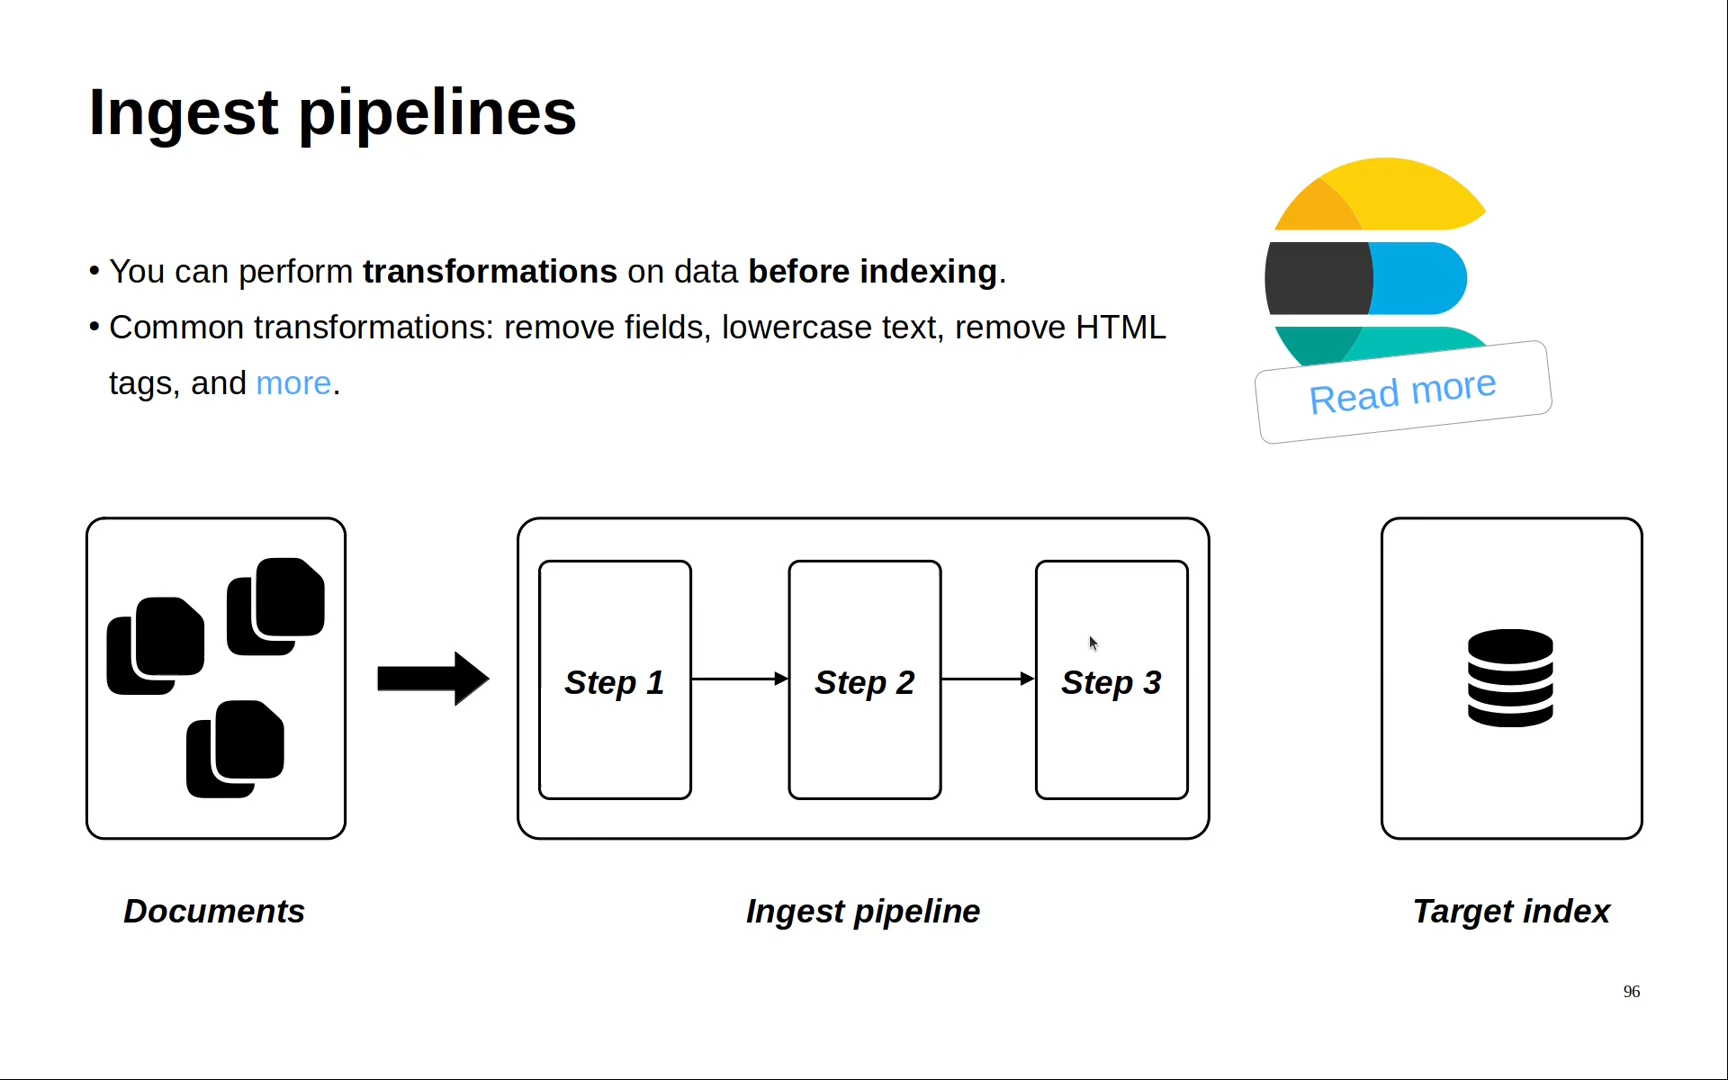 Ingest pipelines
• You can perform transformations on data before indexing.
• Common transformations: remove fields, lowercase text, remove HTML
tags, and more.
Read more
Step 1
Step 2
Step 3
Documents
Ingest pipeline
Target index
96